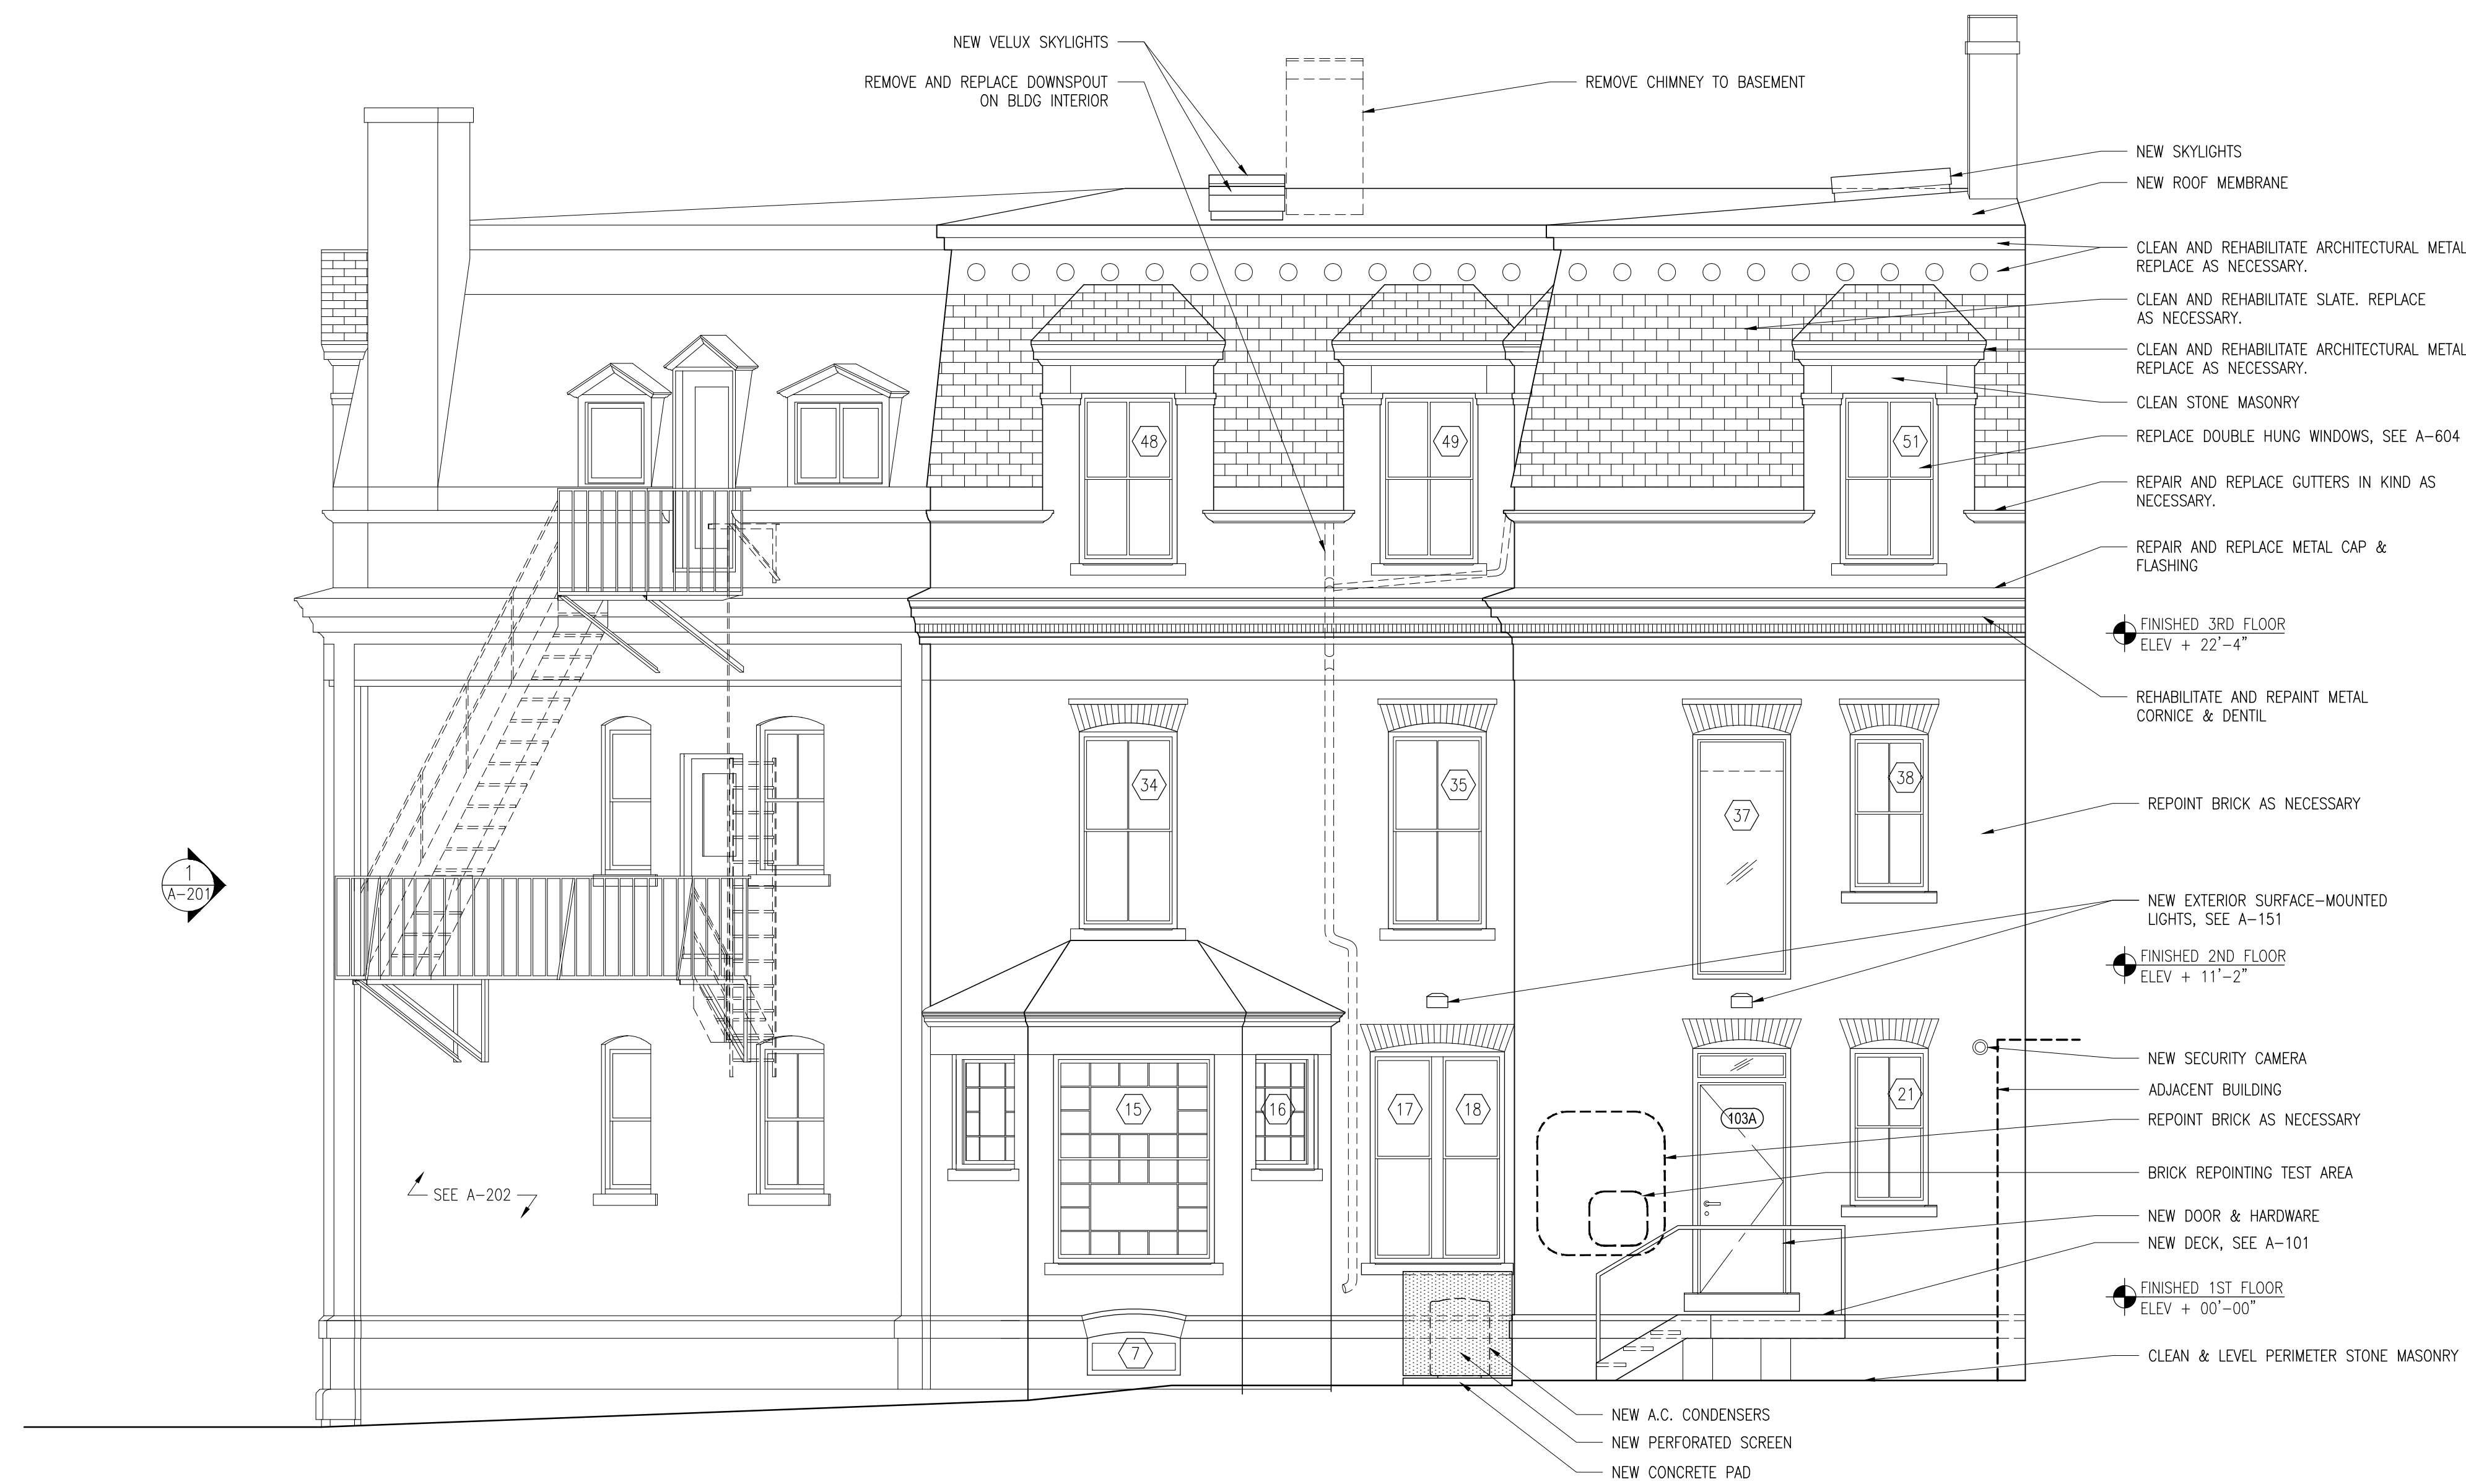 NEW VELUX SKYLIGHTS
REMOVE AND REPLACE DOWNSPOUT
ON BLDG INTERIOR
REMOVE CHIMNEY TO BASEMENT
NEW SKYLIGHTS
NEW ROOF MEMBRANE
CLEAN AND REHABILITATE ARCHITECTURAL METAL
REPLACE AS NECESSARY.
CLEAN AND REHABILITATE SLATE. REPLACE
AS NECESSARY.
CLEAN AND REHABILITATE ARCHITECTURAL METAL
REPLACE AS NECESSARY.
CLEAN STONE MASONRY
REPLACE DOUBLE HUNG WINDOWS, SEE A-604
REPAIR AND REPLACE GUTTERS IN KIND AS
NECESSARY.
REPAIR AND REPLACE METAL CAP &
FLASHING
FINISHED 3RD FLOOR
ELEV + 22'-4"
REHABILITATE AND REPAINT METAL
CORNICE & DENTIL
REPOINT BRICK AS NECESSARY
NEW EXTERIOR SURFACE-MOUNTED
LIGHTS, SEE A-151
FINISHED 2ND FLOOR
ELEV + 11'-2"
NEW SECURITY CAMERA
ADJACENT BUILDING
REPOINT BRICK AS NECESSARY
BRICK REPOINTING TEST AREA
NEW DOOR & HARDWARE
NEW DECK, SEE A-101
FINISHED 1ST FLOOR
ELEV + 00'-00"
CLEAN & LEVEL PERIMETER STONE MASONRY
NEW A.C. CONDENSERS
NEW PERFORATED SCREEN
NEW CONCRETE PAD
48
49
51
34
35
37
38
1
A-201
15
16
17
18
103A
21
SEE A-202
7